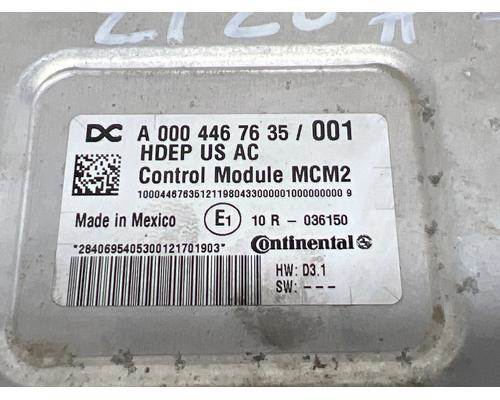 DC A 000 446 76 35 / 001
HDEP US AC
Control Module MCM2
10004467635121198043300000100000000 9
Made in Mexico E1 10 R - 036150
*2840695405300121701903* Continental
HW: D3.1
SW: ---